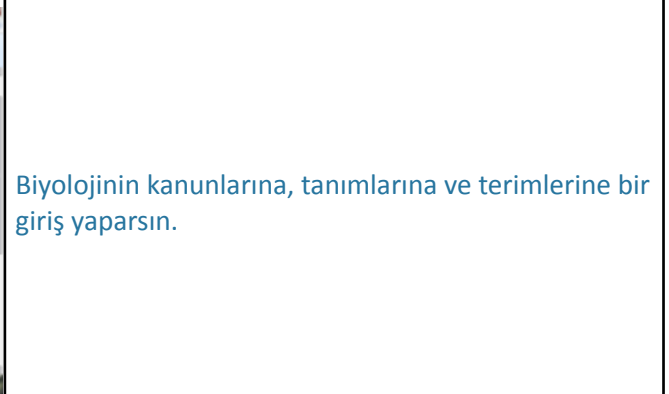 Biyolojinin kanunlarına, tanımlarına ve terimlerine bir
giriş yaparsın.